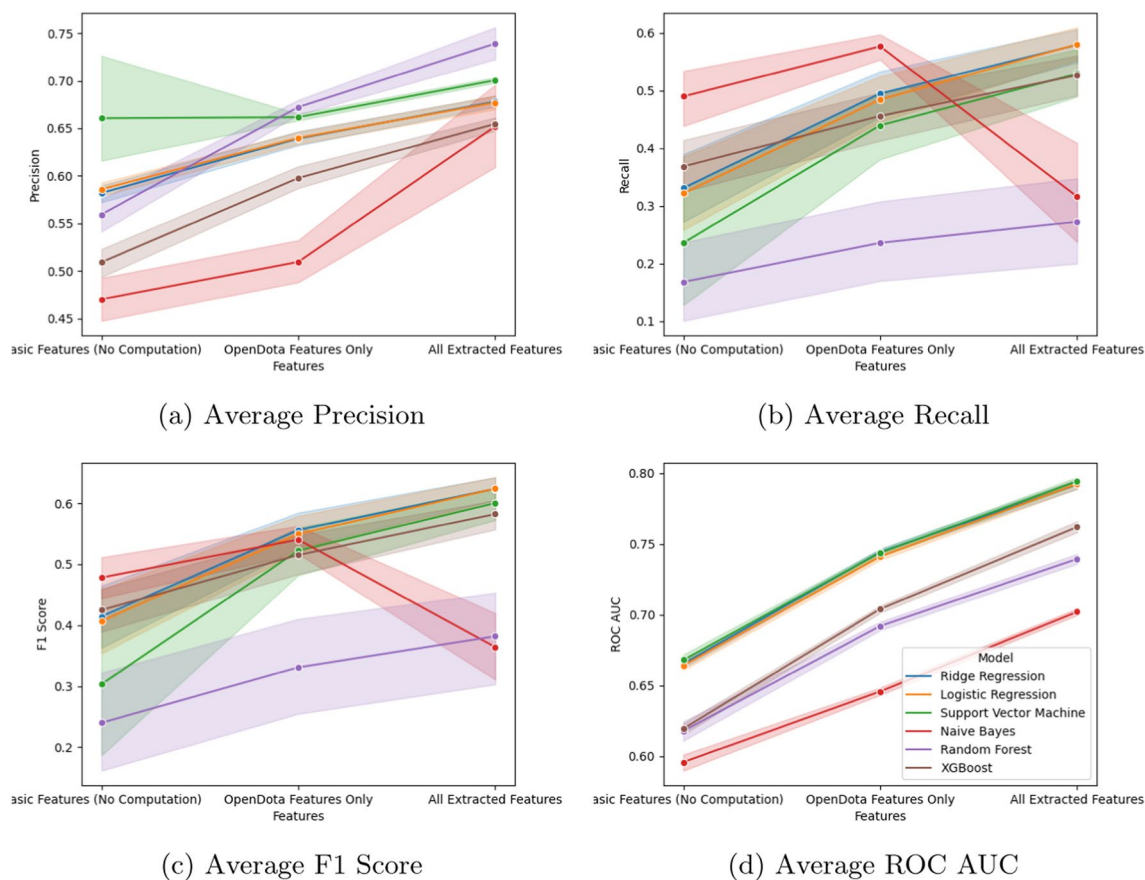 0.75
0.70
0.65
0.60
0.55
0.50
0.45
Precision
asic Features (No Computation) OpenDota Features Only All Extracted Features
Features
(a) Average Precision
0.6
0.5
0.4
0.3
0.2
0.1
Recall
asic Features (No Computation) OpenDota Features Only All Extracted Features
Features
(b) Average Recall
0.6
0.5
0.4
0.3
0.2
F1 Score
asic Features (No Computation) OpenDota Features Only All Extracted Features
Features
(c) Average F1 Score
0.80
0.75
0.70
0.65
0.60
ROC AUC
Model
Ridge Regression
Logistic Regression
Support Vector Machine
Naive Bayes
Random Forest
XGBoost
asic Features (No Computation) OpenDota Features Only All Extracted Features
Features
(d) Average ROC AUC